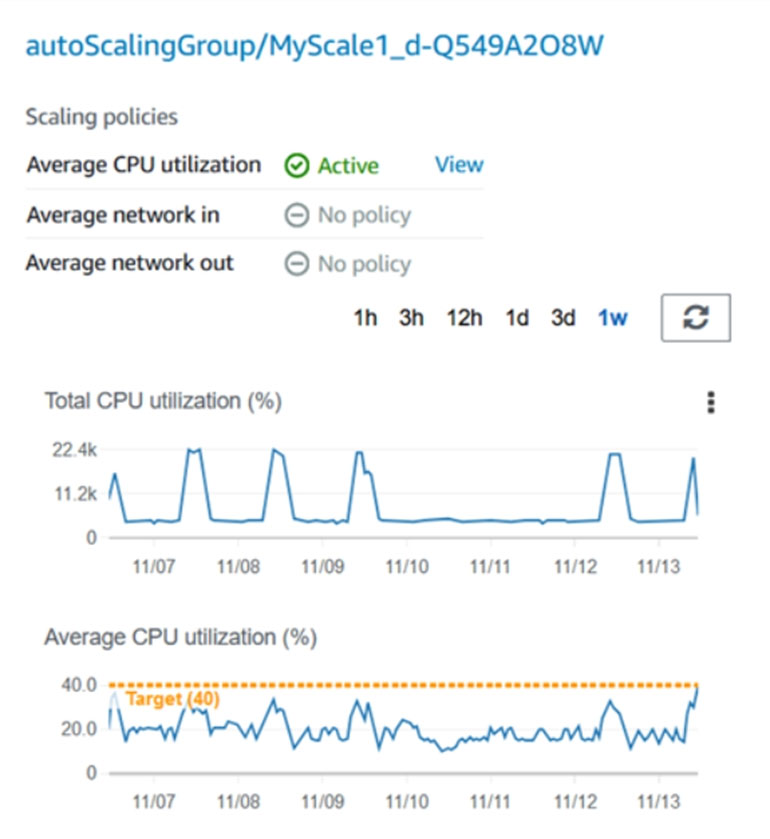 autoScalingGroup/MyScale1_d-Q549A2O8W
Scaling policies
Average CPU utilization Active View
Average network in No policy
Average network out No policy
1h 3h 12h 1d 3d 1w
Total CPU utilization (%)
22.4k
11.2k
0
11/07 11/08 11/09 11/10 11/11 11/12 11/13
Average CPU utilization (%)
40.0
Target (40)
20.0
0
11/07 11/08 11/09 11/10 11/11 11/12 11/13